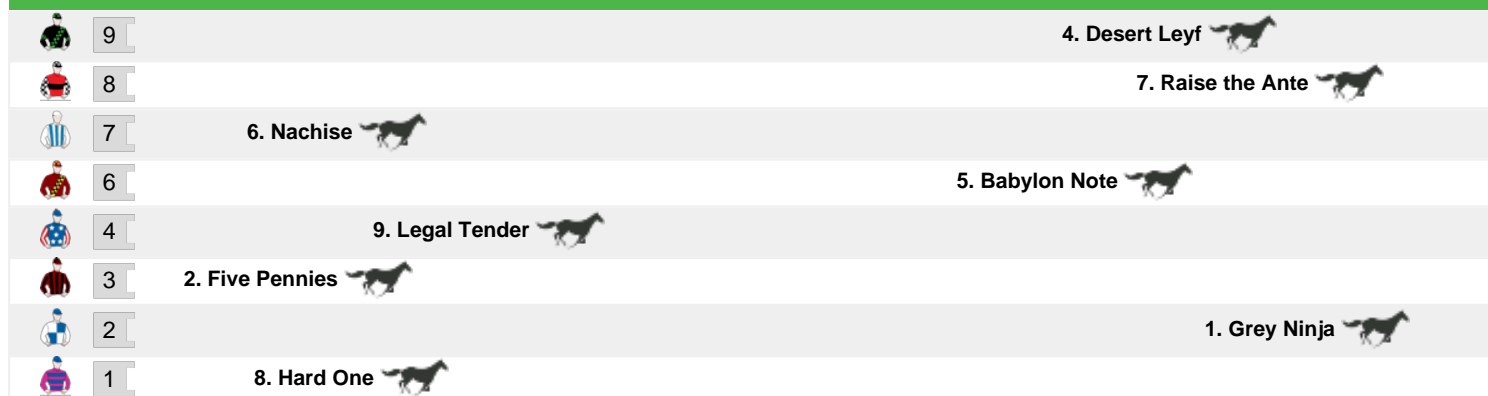 9 4. Desert Leyf
8 7. Raise the Ante
7 6. Nachise
6 5. Babylon Note
4 9. Legal Tender
3 2. Five Pennies
2 1. Grey Ninja
1 8. Hard One